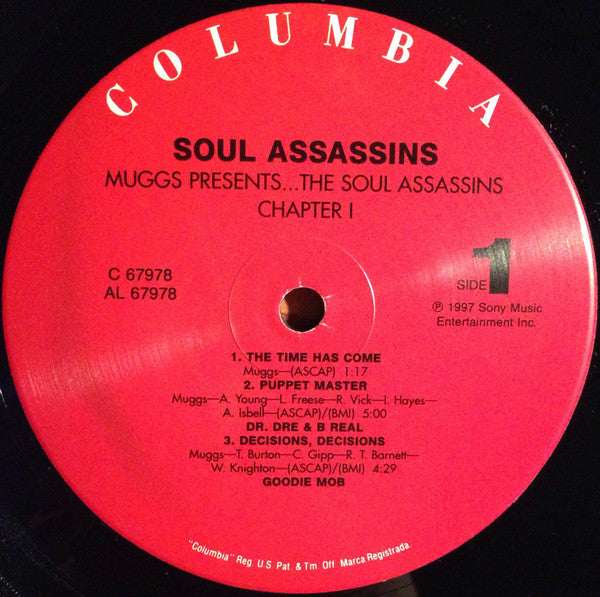 COLUMBIA
SOUL ASSASSINS
MUGGS PRESENTS...THE SOUL ASSASSINS
CHAPTER I
C 67978
AL 67978
SIDE 1
℗ 1997 Sony Music
Entertainment Inc.
1. THE TIME HAS COME
Muggs—(ASCAP) 1:17
2. PUPPET MASTER
Muggs—A. Young—L. Freese—R. Vick—I. Hayes—
A. Isbell—(ASCAP)/(BMI) 5:00
DR. DRE & B REAL
3. DECISIONS, DECISIONS
Muggs—T. Burton—C. Gipp—R. T. Barnett—
W. Knighton—(ASCAP)/(BMI) 4:29
GOODIE MOB
"Columbia" Reg. U.S. Pat. & Tm. Off. Marca Registrada.